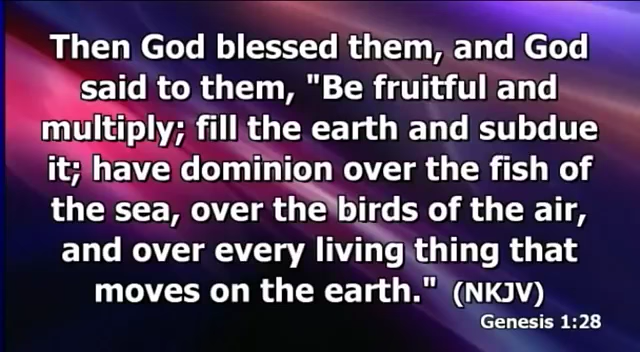 Then God blessed them, and God
said to them, "Be fruitful and
multiply; fill the earth and subdue
it; have dominion over the fish of
the sea, over the birds of the air,
and over every living thing that
moves on the earth." (NKJV)
Genesis 1:28